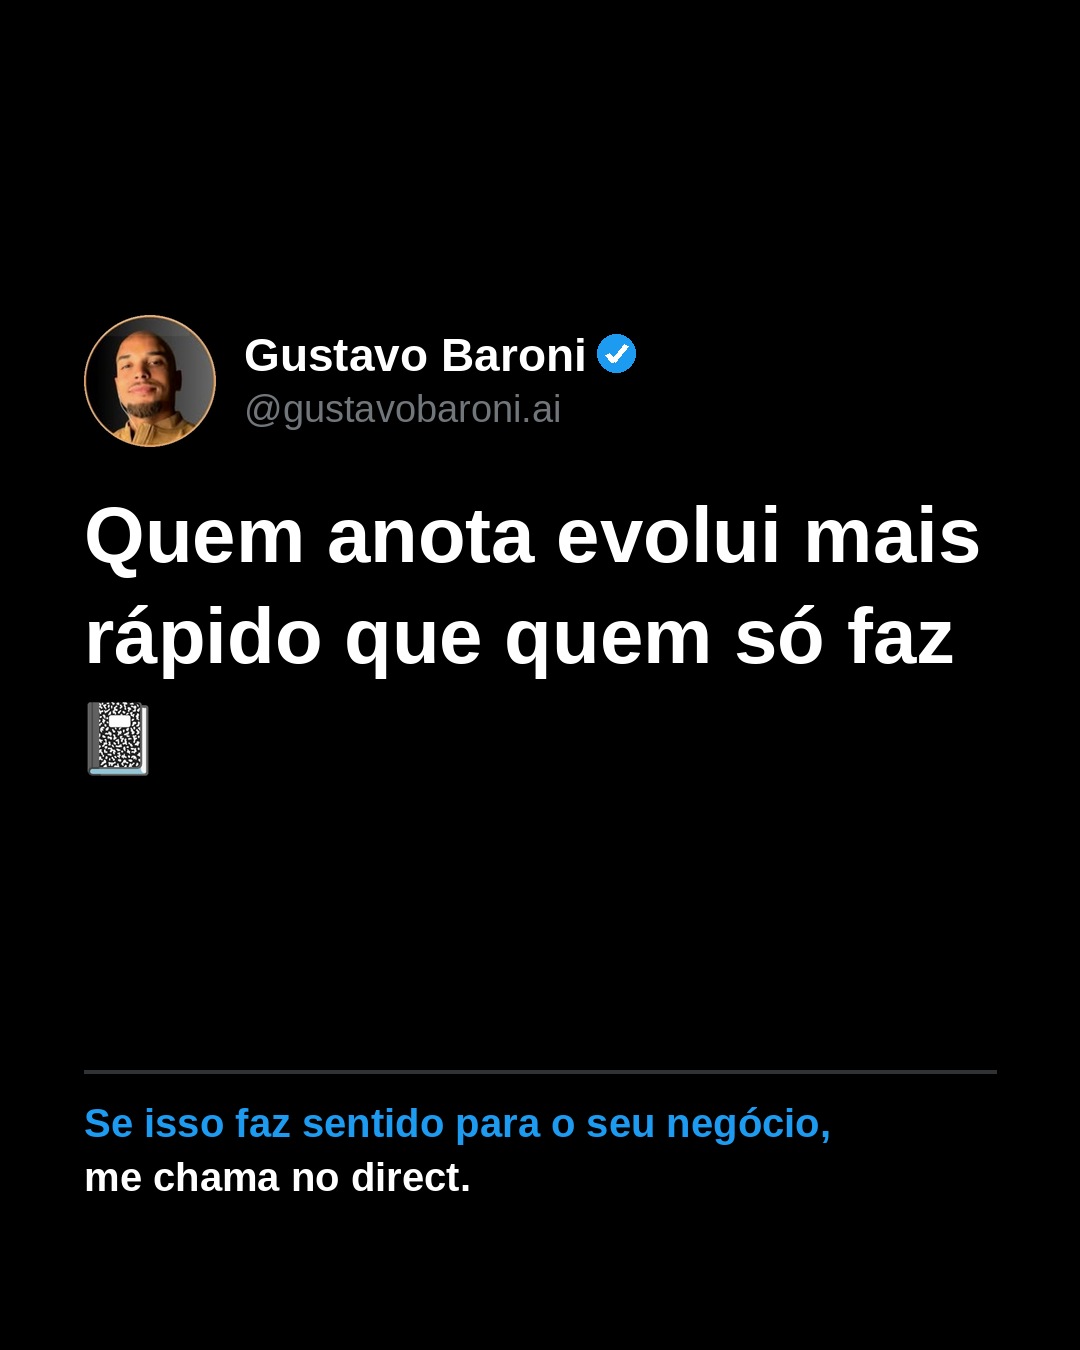 Gustavo Baroni
@gustavobaroni.ai
Quem anota evolui mais
rápido que quem só faz
📓
Se isso faz sentido para o seu negócio,
me chama no direct.